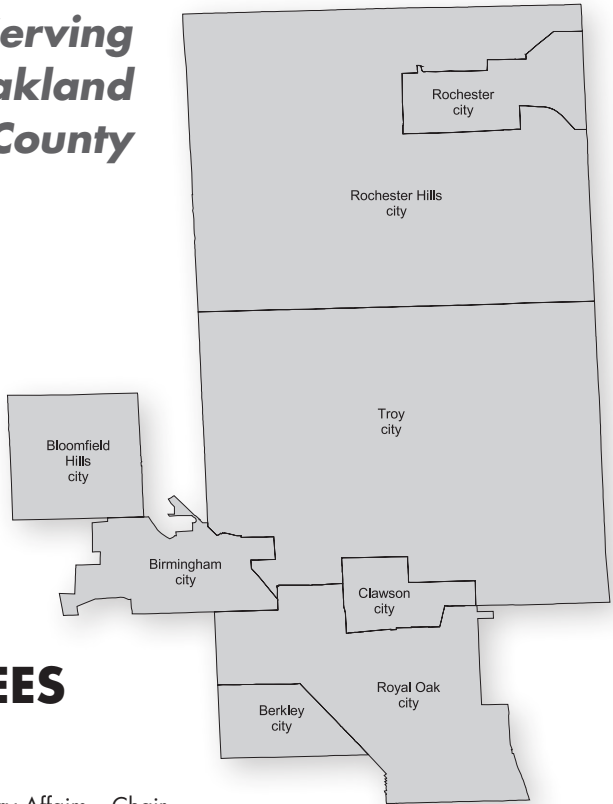 erving
akland
County
Rochester
city
Rochester Hills
city
Troy
city
Bloomfield
Hills
city
Birmingham
city
Clawson
city
Royal Oak
city
Berkley
city
EES
Affairs – Chair